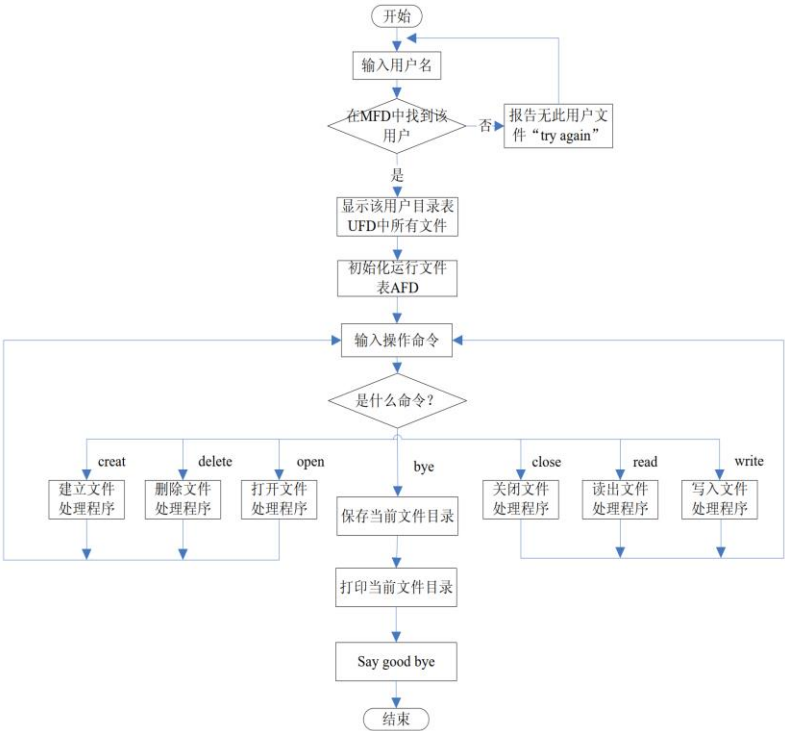 开始
输入用户名
在MFD中找到该
用户
否
报告无此用户文
件“try again”
是
显示该用户目录表
UFD中所有文件
初始化运行文件
表AFD
输入操作命令
是什么命令？
creat
delete
open
bye
close
read
write
建立文件
处理程序
删除文件
处理程序
打开文件
处理程序
保存当前文件目录
关闭文件
处理程序
读出文件
处理程序
写入文件
处理程序
打印当前文件目录
Say good bye
结束